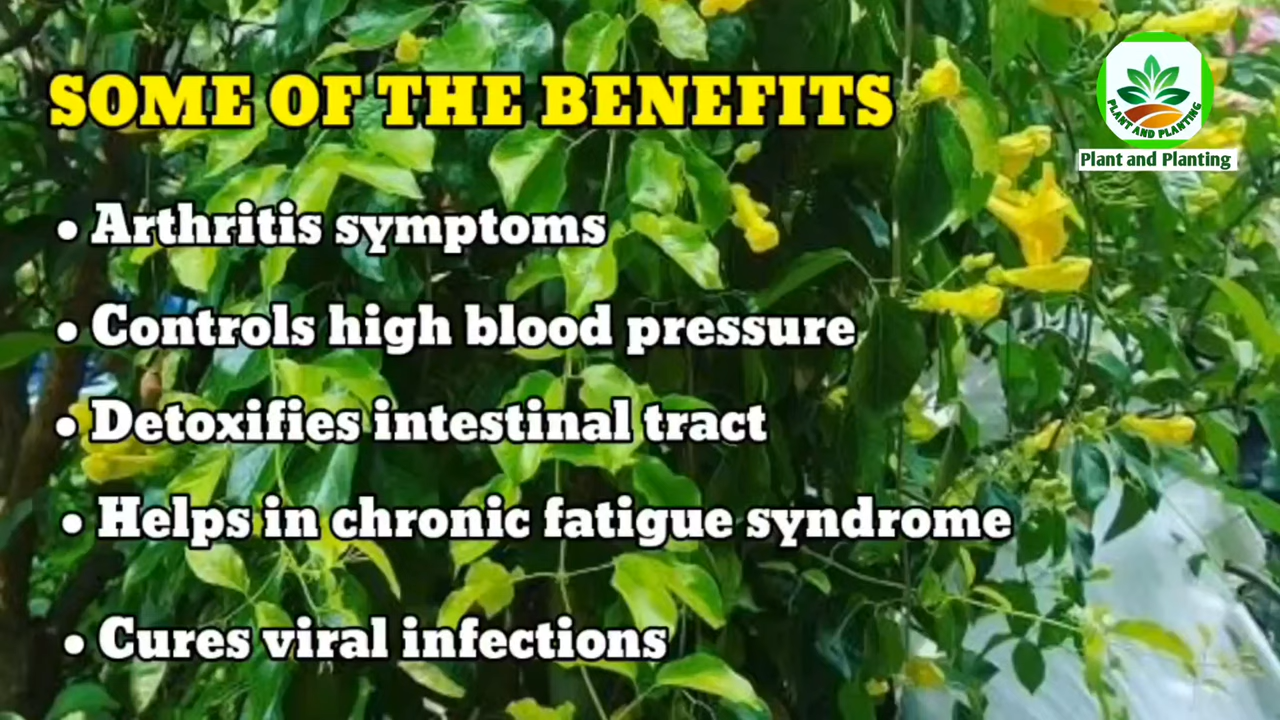 SOME OF THE BENEFITS
PLANT AND PLANTING
Plant and Planting
• Arthritis symptoms
• Controls high blood pressure
• Detoxifies intestinal tract
• Helps in chronic fatigue syndrome
• Cures viral infections